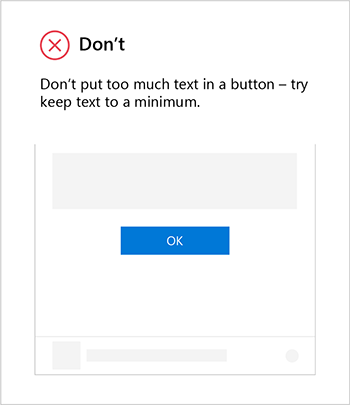 Don't
Don't put too much text in a button – try
keep text to a minimum.
OK